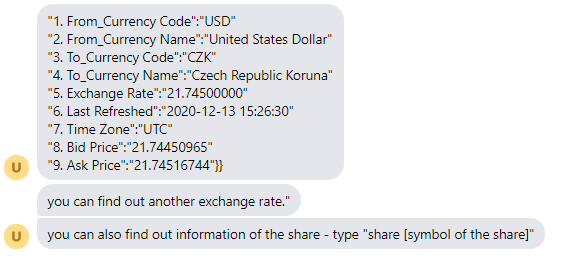 "1. From_Currency Code":"USD"
"2. From_Currency Name":"United States Dollar"
"3. To_Currency Code":"CZK"
"4. To_Currency Name":"Czech Republic Koruna"
"5. Exchange Rate":"21.74500000"
"6. Last Refreshed":"2020-12-13 15:26:30"
"7. Time Zone":"UTC"
"8. Bid Price":"21.74450965"
"9. Ask Price":"21.74516744"}}
U
you can find out another exchange rate."
you can also find out information of the share - type "share [symbol of the share]"
U